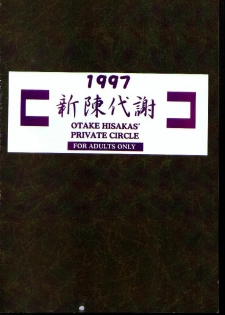 1997
新陳代謝
OTAKE HISAKAS'
PRIVATE CIRCLE
FOR ADULTS ONLY